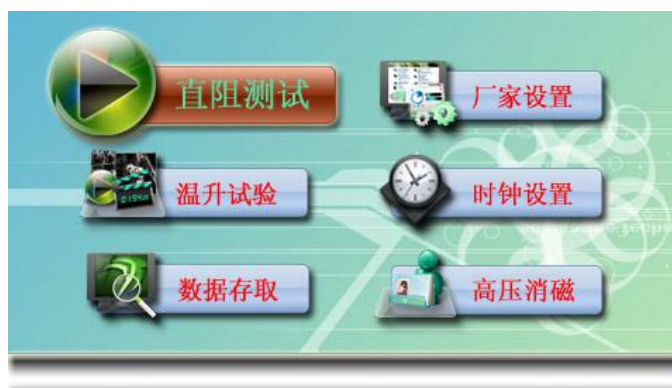 直阻测试
厂家设置
温升试验
时钟设置
数据存取
高压消磁